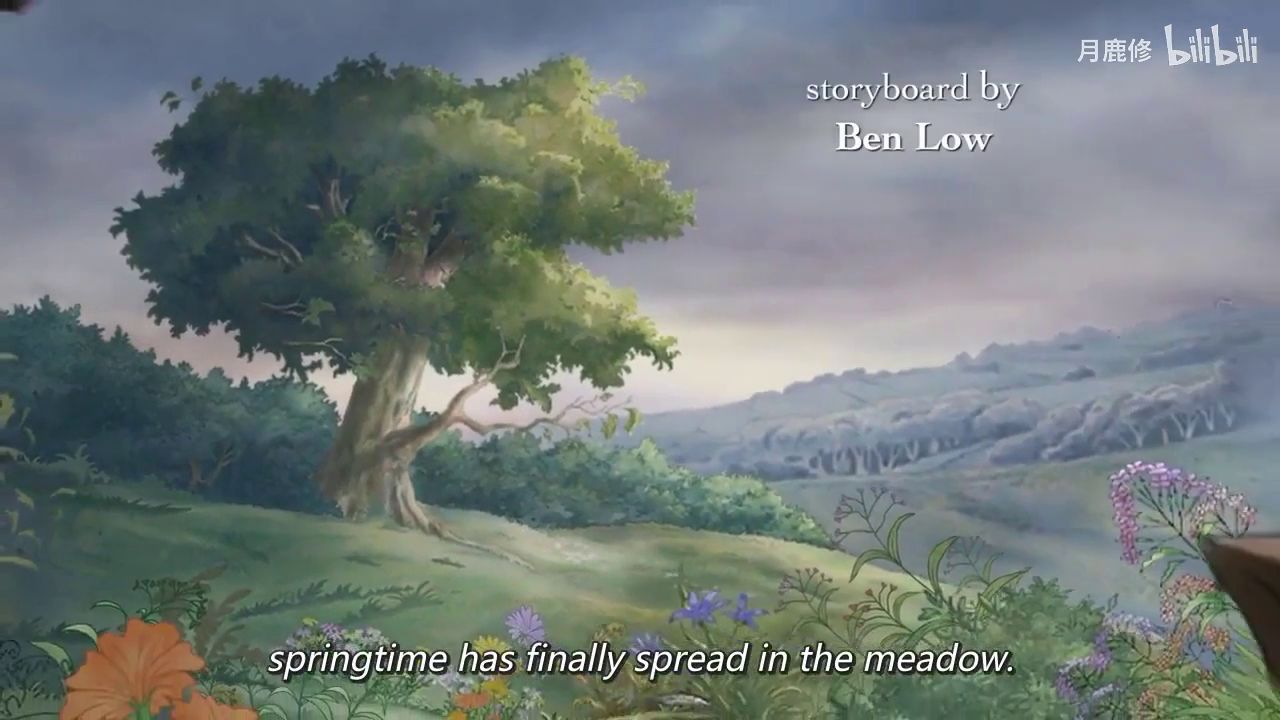 月鹿修 bilibili
storyboard by
Ben Low
springtime has finally spread in the meadow.